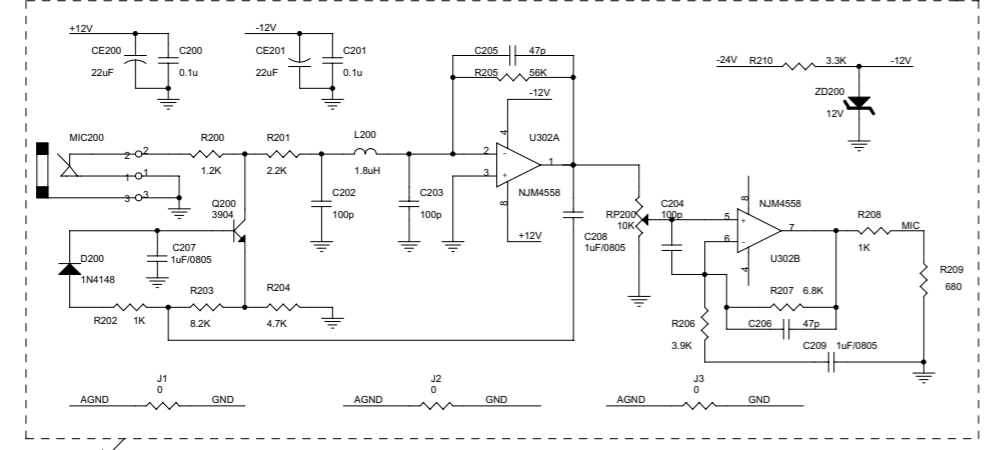 +12V
CE200
22uF
C200
0.1u
-12V
CE201
22uF
C201
0.1u
C205 47p
R205 56K
-12V
4
U302A
2
3
1
8
NJM4558
+12V
-24V R210 3.3K -12V
ZD200
12V
MIC200
2 2
1 1
3 3
R200
1.2K
R201
2.2K
L200
1.8uH
C202
100p
C203
100p
Q200
3904
C207
1uF/0805
D200
1N4148
R202 1K
R203
8.2K
R204
4.7K
C208
1uF/0805
RP200
10K
C204
100p
8
NJM4558
5
6
7
4
U302B
R208
1K
MIC
R209
680
R207 6.8K
C206 47p
R206
3.9K
C209 1uF/0805
J1
0
AGND GND
J2
0
AGND GND
J3
0
AGND GND